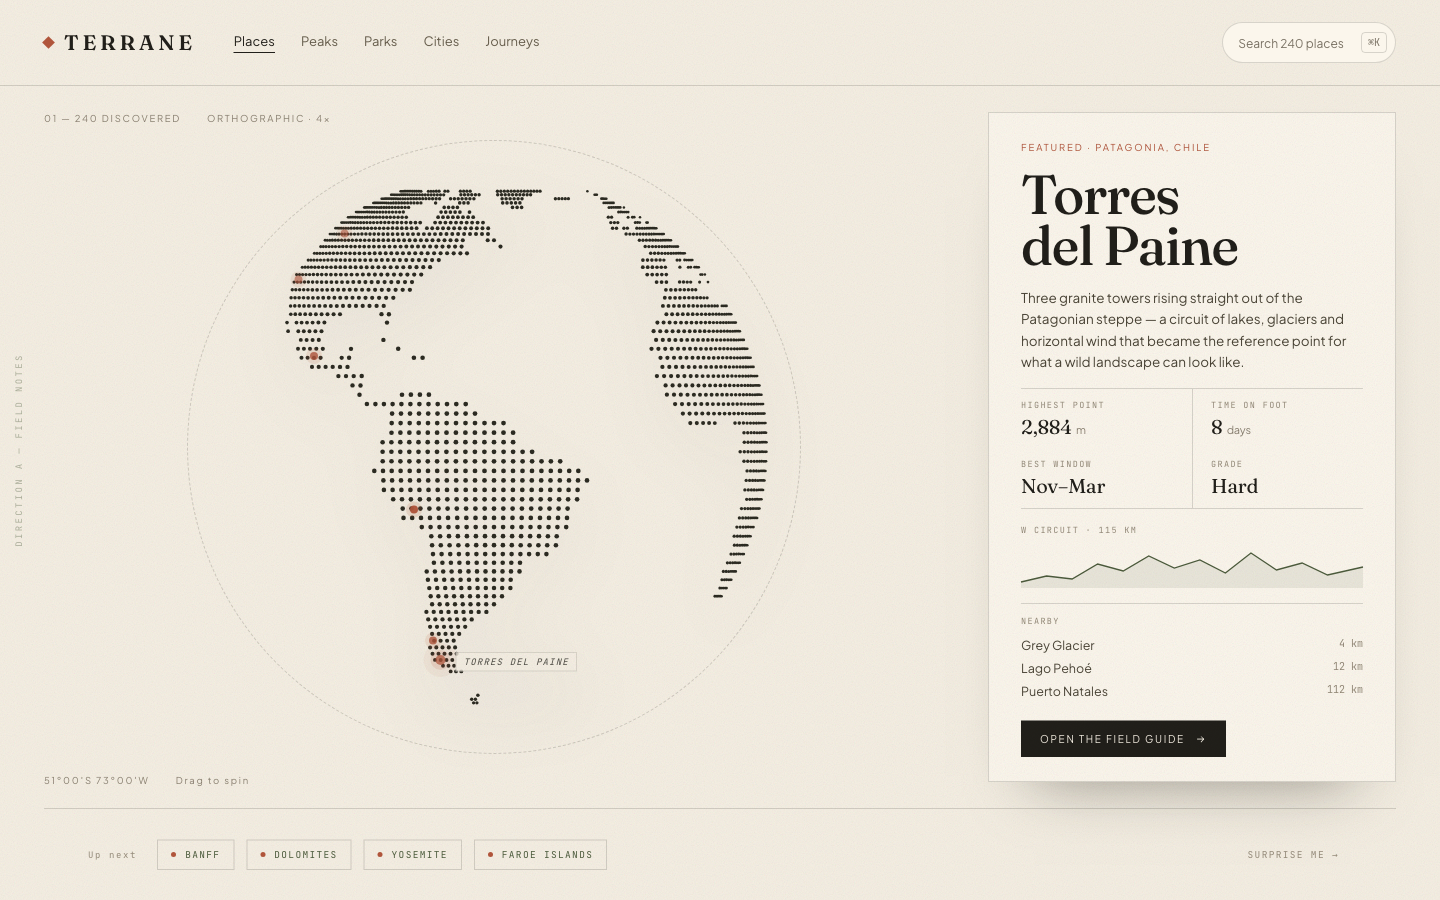 TERRANE
Places Peaks Parks Cities Journeys
Search 240 places ⌘K
01 — 240 DISCOVERED ORTHOGRAPHIC · 4×
DIRECTION A — FIELD NOTES
TORRES DEL PAINE
51°00'S 73°00'W Drag to spin
FEATURED · PATAGONIA, CHILE
Torres
del Paine
Three granite towers rising straight out of the
Patagonian steppe — a circuit of lakes, glaciers and
horizontal wind that became the reference point for
what a wild landscape can look like.
HIGHEST POINT TIME ON FOOT
2,884 m 8 days
BEST WINDOW GRADE
Nov–Mar Hard
W CIRCUIT · 115 KM
NEARBY
Grey Glacier 4 km
Lago Pehoé 12 km
Puerto Natales 112 km
OPEN THE FIELD GUIDE →
Up next BANFF DOLOMITES YOSEMITE FAROE ISLANDS SURPRISE ME →